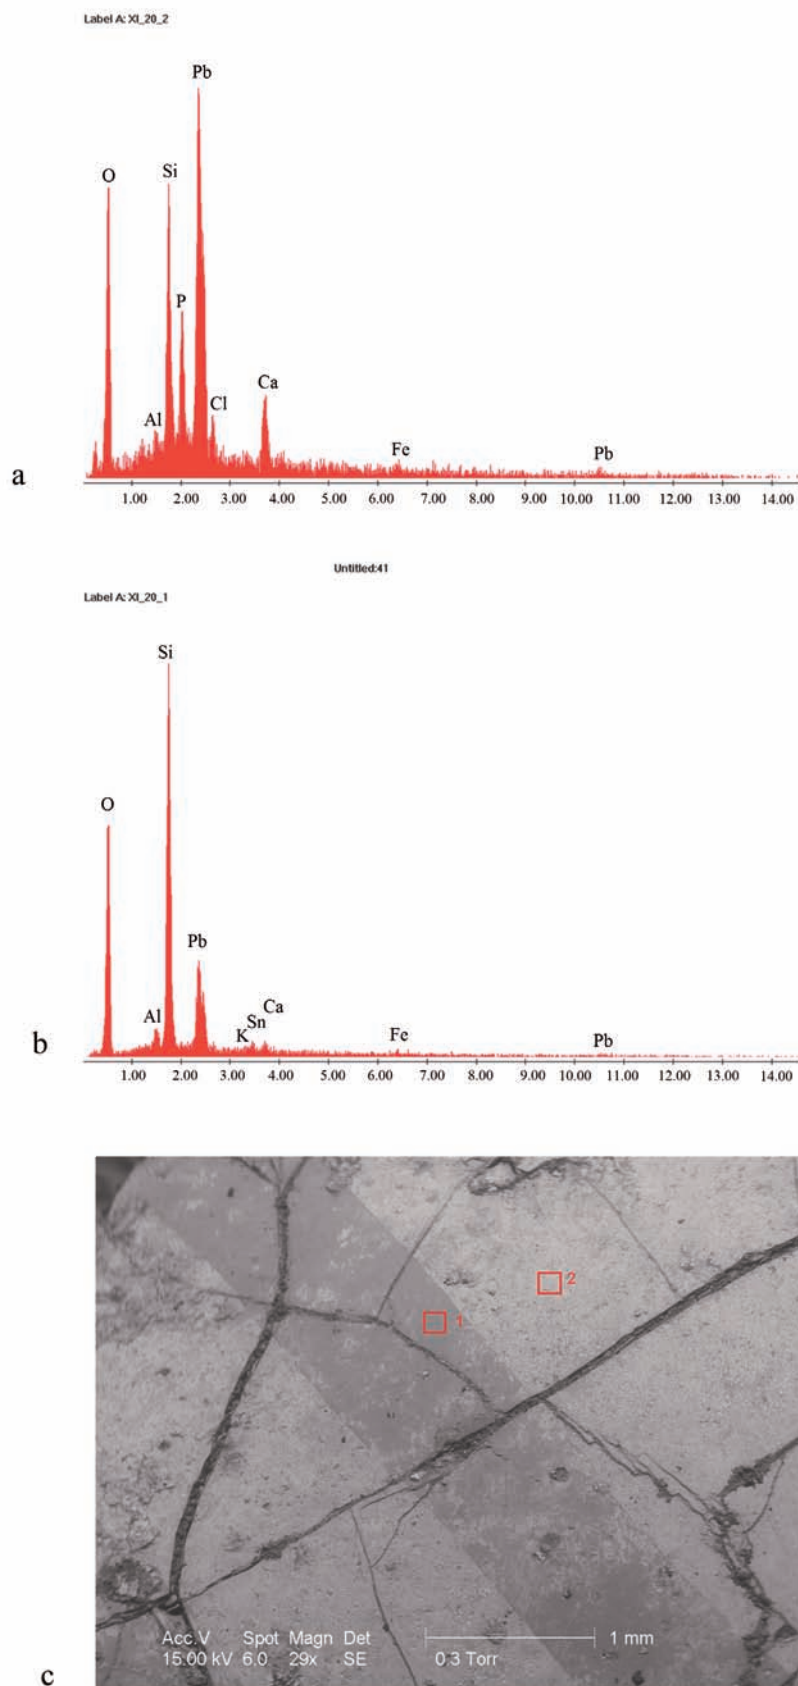 Label A: XI_20_2
Pb
O
Si
P
Al
Cl
Ca
Fe
Pb
a
1.00 2.00 3.00 4.00 5.00 6.00 7.00 8.00 9.00 10.00 11.00 12.00 13.00 14.00
Untitled:41
Label A: XI_20_1
Si
O
Pb
Al
K
Sn
Ca
Fe
Pb
b
1.00 2.00 3.00 4.00 5.00 6.00 7.00 8.00 9.00 10.00 11.00 12.00 13.00 14.00
2
1
Acc.V Spot Magn Det 1 mm
15.00 kV 6.0 29x SE 0.3 Torr
c